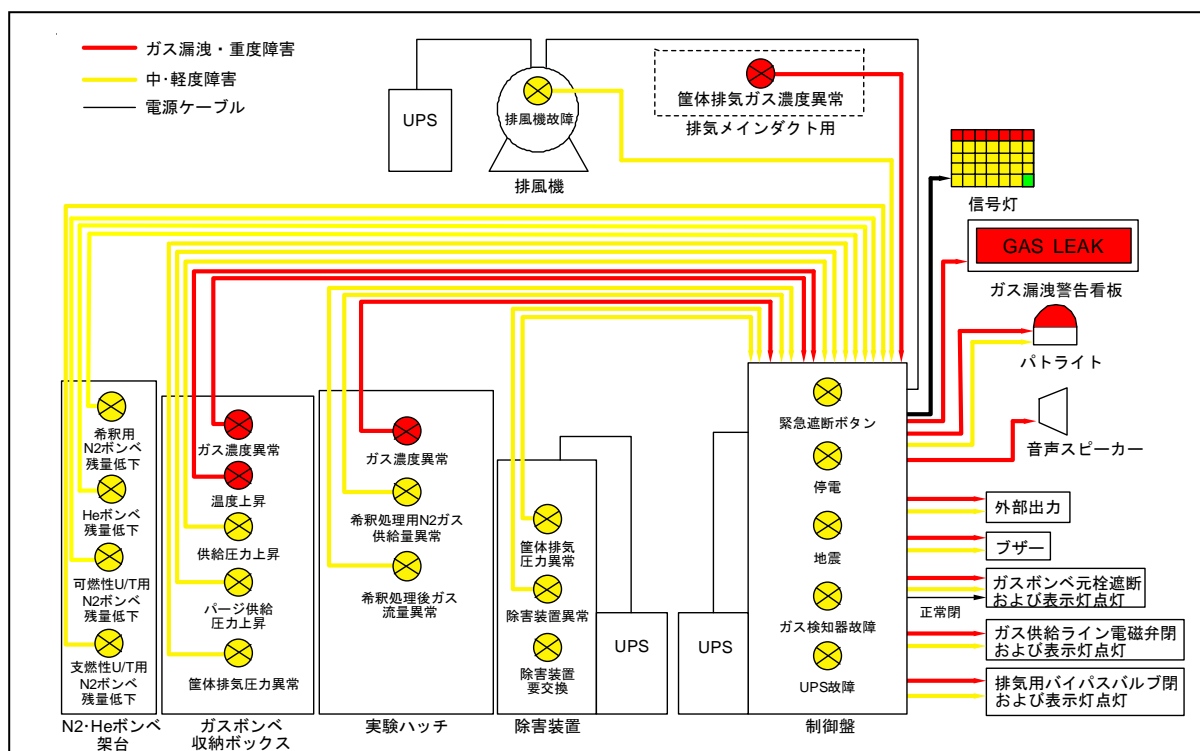 ガス漏洩・重度障害
中・軽度障害
電源ケーブル
UPS
排風機故障
排風機
筐体排気ガス濃度異常
排気メインダクト用
信号灯
GAS LEAK
ガス漏洩警告看板
パトライト
音声スピーカー
外部出力
ブザー
ガスボンベ元栓遮断
および表示灯点灯
正常閉
ガス供給ライン電磁弁閉
および表示灯点灯
排気用バイパスバルブ閉
および表示灯点灯
希釈用
N2ボンベ
残量低下
Heボンベ
残量低下
可燃性U/T用
N2ボンベ
残量低下
支燃性U/T用
N2ボンベ
残量低下
N2・Heボンベ
架台
ガス濃度異常
温度上昇
供給圧力上昇
パージ供給
圧力上昇
筐体排気圧力異常
ガスボンベ
収納ボックス
ガス濃度異常
希釈処理用N2ガス
供給量異常
希釈処理後ガス
流量異常
実験ハッチ
筐体排気
圧力異常
除害装置異常
除害装置
要交換
除害装置
UPS
UPS
緊急遮断ボタン
停電
地震
ガス検知器故障
UPS故障
制御盤